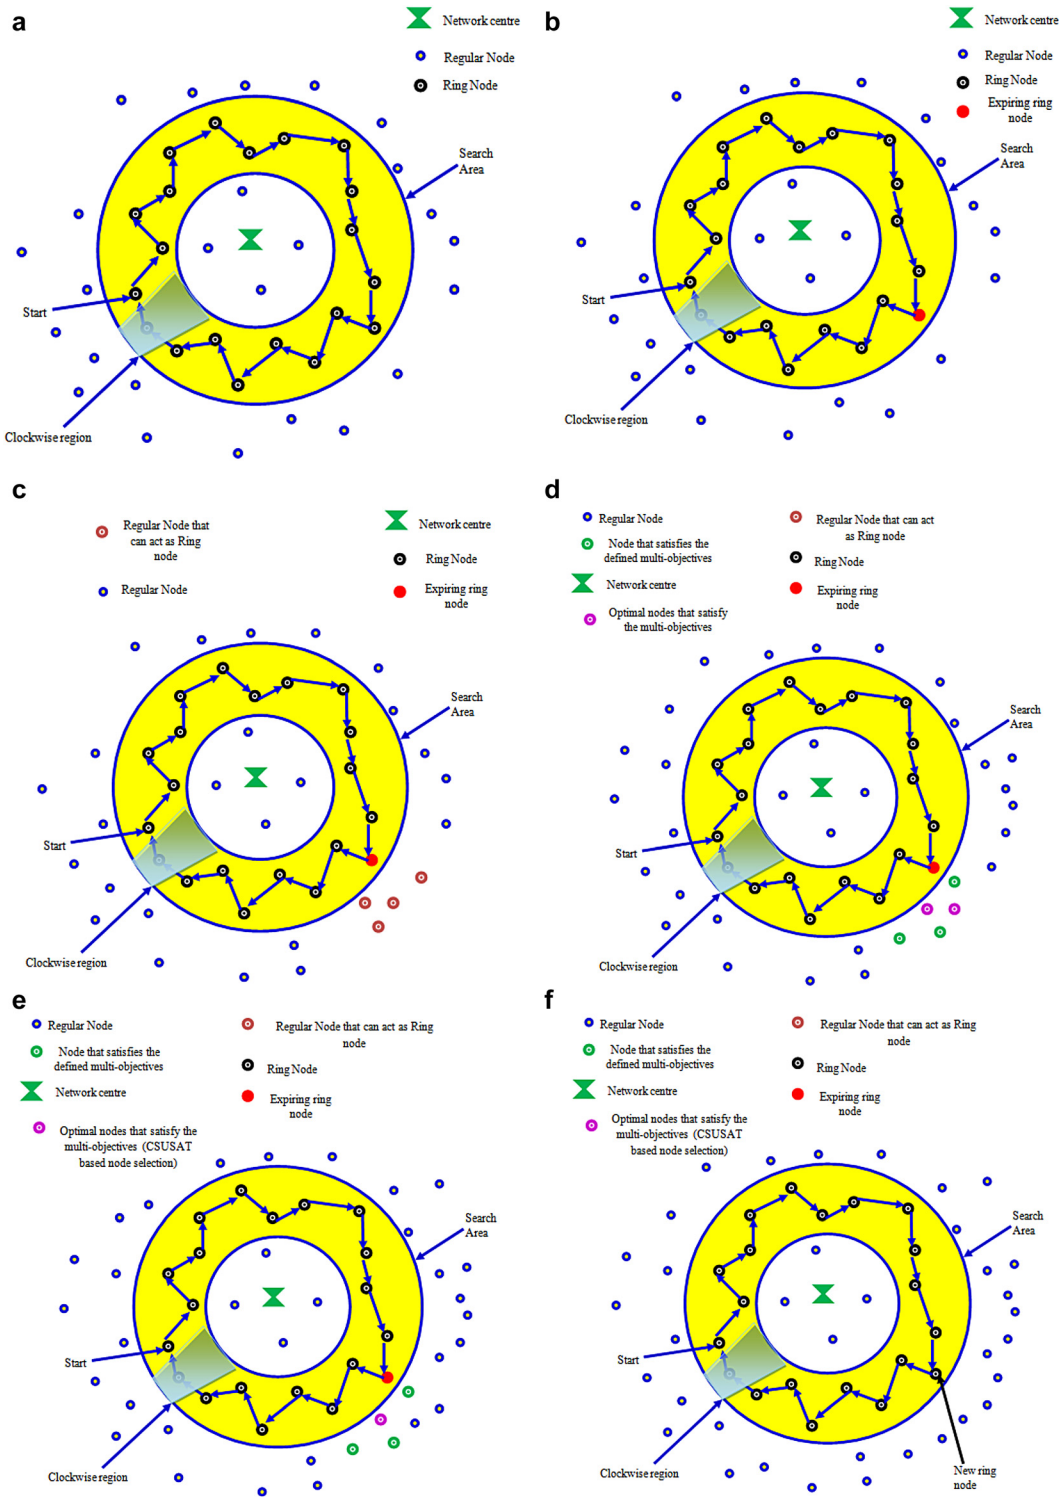 a
Network centre
Regular Node
Ring Node
Search
Area
Start
Clockwise region
b
Network centre
Regular Node
Ring Node
Expiring ring
node
Search
Area
Start
Clockwise region
c
Regular Node that
can act as Ring
node
Regular Node
Network centre
Ring Node
Expiring ring
node
Search
Area
Start
Clockwise region
d
Regular Node
Node that satisfies the
defined multi-objectives
Network centre
Optimal nodes that satisfy
the multi-objectives
Regular Node that can act
as Ring node
Ring Node
Expiring ring
node
Search
Area
Start
Clockwise region
e
Regular Node
Node that satisfies the
defined multi-objectives
Network centre
Optimal nodes that satisfy the
multi-objectives (CSUSAT
based node selection)
Regular Node that can act as Ring
node
Ring Node
Expiring ring
node
Search
Area
Start
Clockwise region
f
Regular Node
Node that satisfies the
defined multi-objectives
Network centre
Optimal nodes that satisfy the
multi-objectives (CSUSAT
based node selection)
Regular Node that can act as Ring
node
Ring Node
Expiring ring
node
Search
Area
Start
Clockwise region
New ring
node